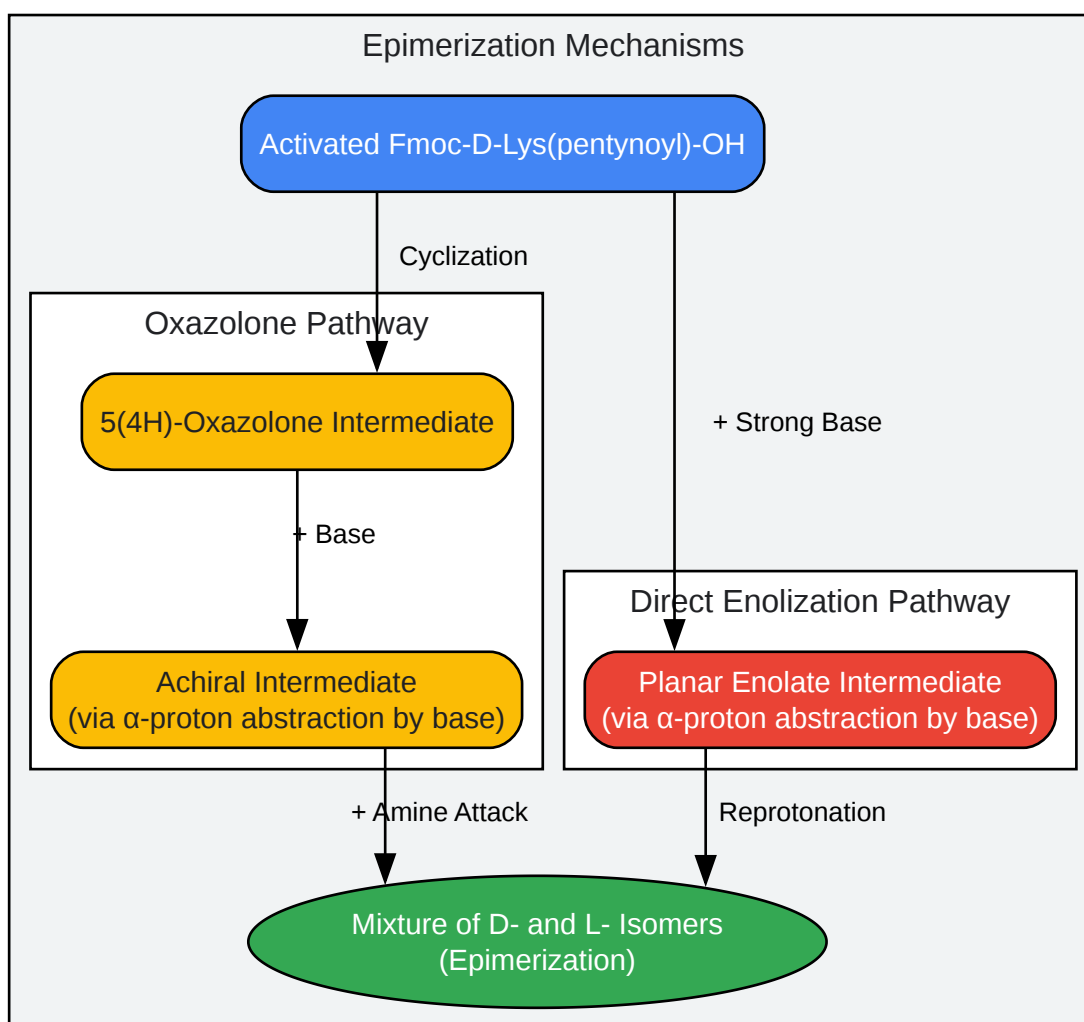 Epimerization Mechanisms
Activated Fmoc-D-Lys(pentynoyl)-OH
Cyclization
Oxazolone Pathway
5(4H)-Oxazolone Intermediate
+ Strong Base
+ Base
Direct Enolization Pathway
Achiral Intermediate
(via α-proton abstraction by base)
Planar Enolate Intermediate
(via α-proton abstraction by base)
+ Amine Attack
Reprotonation
Mixture of D- and L- Isomers
(Epimerization)